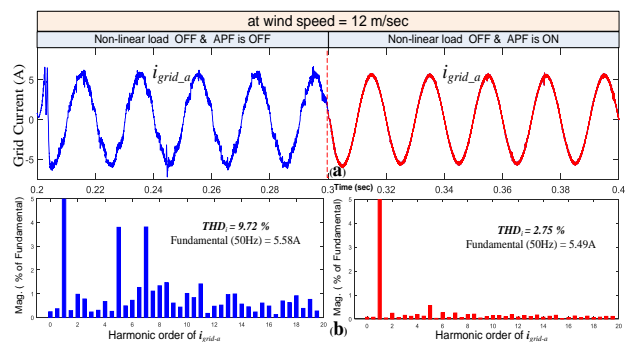 at wind speed = 12 m/sec
Non-linear load OFF & APF is OFF
Non-linear load OFF & APF is ON
Grid Current (A)
5
0
-5
i_grid_a
i_grid_a
0.2 0.22 0.24 0.26 0.28 0.3 0.32 0.34 0.36 0.38 0.4
Time (sec)
(a)
Mag. ( % of Fundamental)
5
4
3
2
1
0
THDi = 9.72 %
Fundamental (50Hz) = 5.58A
0 2 4 6 8 10 12 14 16 18 20
Harmonic order of i_grid-a
Mag. ( % of Fundamental)
5
4
3
2
1
0
THDi = 2.75 %
Fundamental (50Hz) = 5.49A
0 2 4 6 8 10 12 14 16 18 20
Harmonic order of i_grid-a
(b)